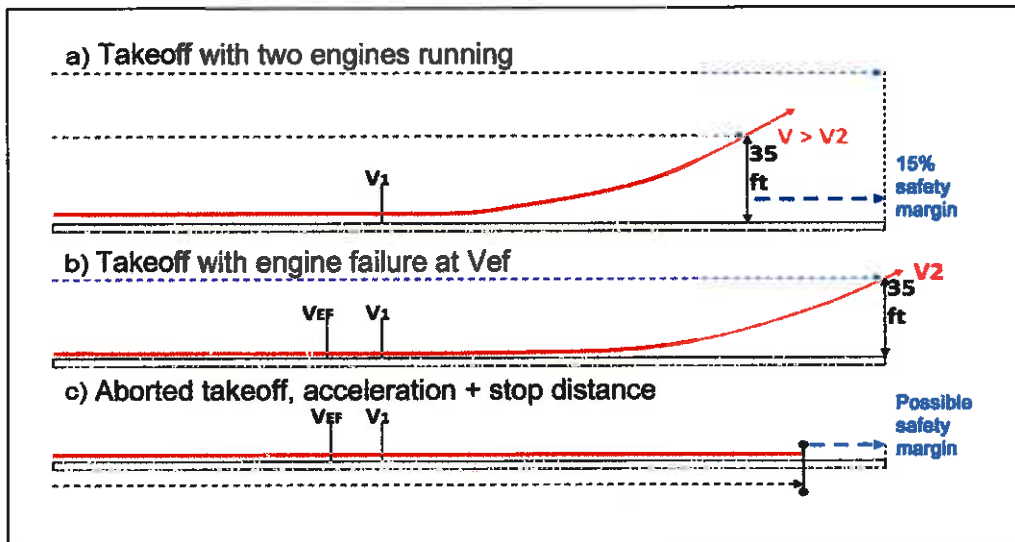 a) Takeoff with two engines running
V > V2
35
ft
V1
15%
safety
margin
b) Takeoff with engine failure at Vef
V2
35
ft
VEF
V1
c) Aborted takeoff, acceleration + stop distance
VEF
V1
Possible
safety
margin